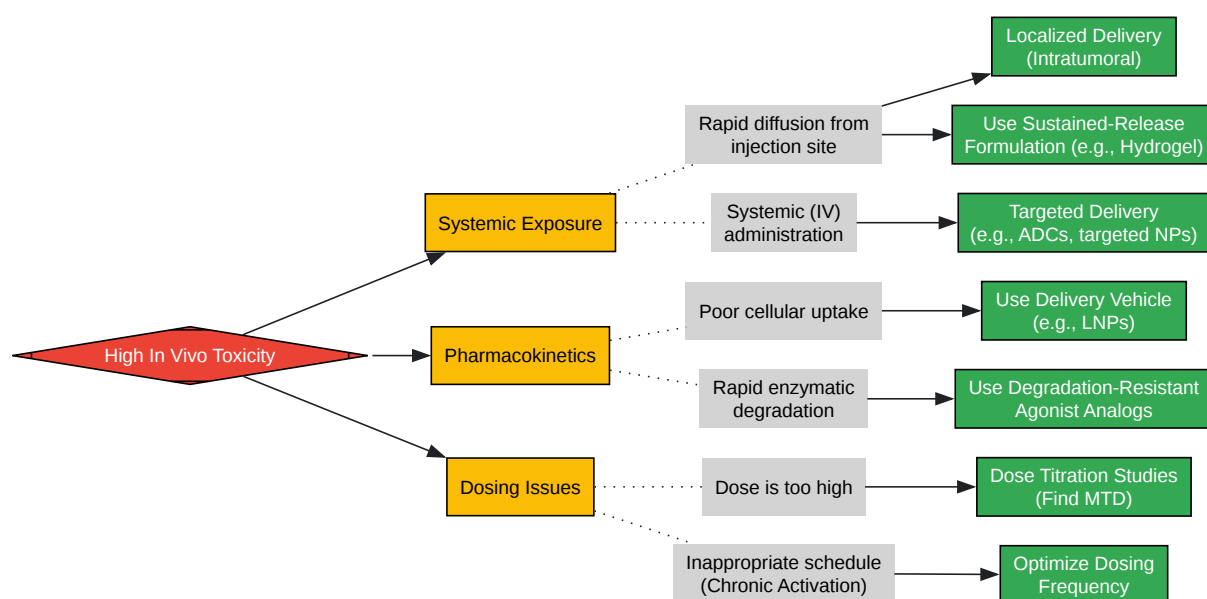 High In Vivo Toxicity
Systemic Exposure
Pharmacokinetics
Dosing Issues
Rapid diffusion from
injection site
Systemic (IV)
administration
Poor cellular uptake
Rapid enzymatic
degradation
Dose is too high
Inappropriate schedule
(Chronic Activation)
Localized Delivery
(Intratumoral)
Use Sustained-Release
Formulation (e.g., Hydrogel)
Targeted Delivery
(e.g., ADCs, targeted NPs)
Use Delivery Vehicle
(e.g., LNPs)
Use Degradation-Resistant
Agonist Analogs
Dose Titration Studies
(Find MTD)
Optimize Dosing
Frequency